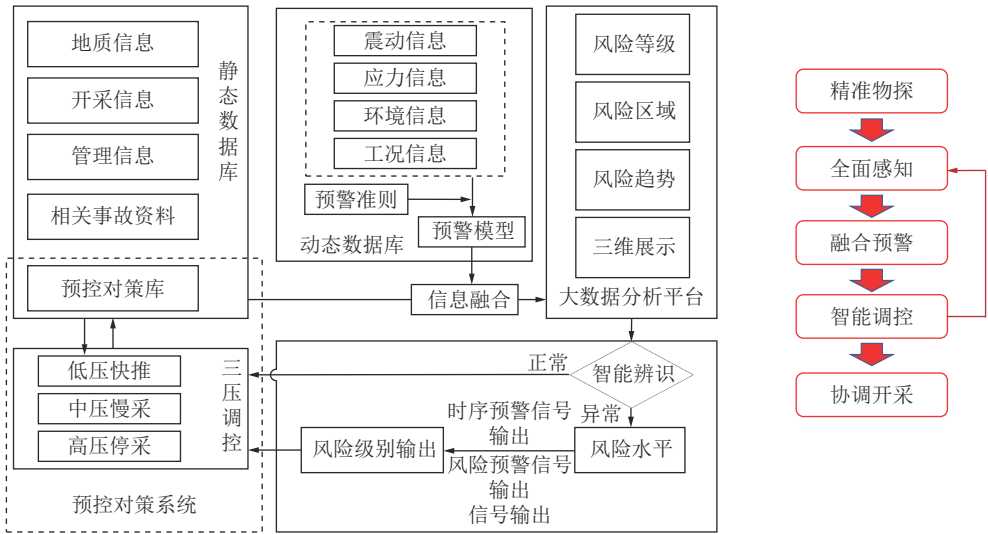 地质信息
开采信息
管理信息
相关事故资料
静态数据库
预控对策库
低压快推
中压慢采
高压停采
三压调控
预控对策系统
震动信息
应力信息
环境信息
工况信息
预警准则
预警模型
动态数据库
信息融合
风险等级
风险区域
风险趋势
三维展示
大数据分析平台
智能辨识
正常
异常
时序预警信号
输出
风险水平
风险级别输出
风险预警信号
输出
信号输出
精准物探
全面感知
融合预警
智能调控
协调开采